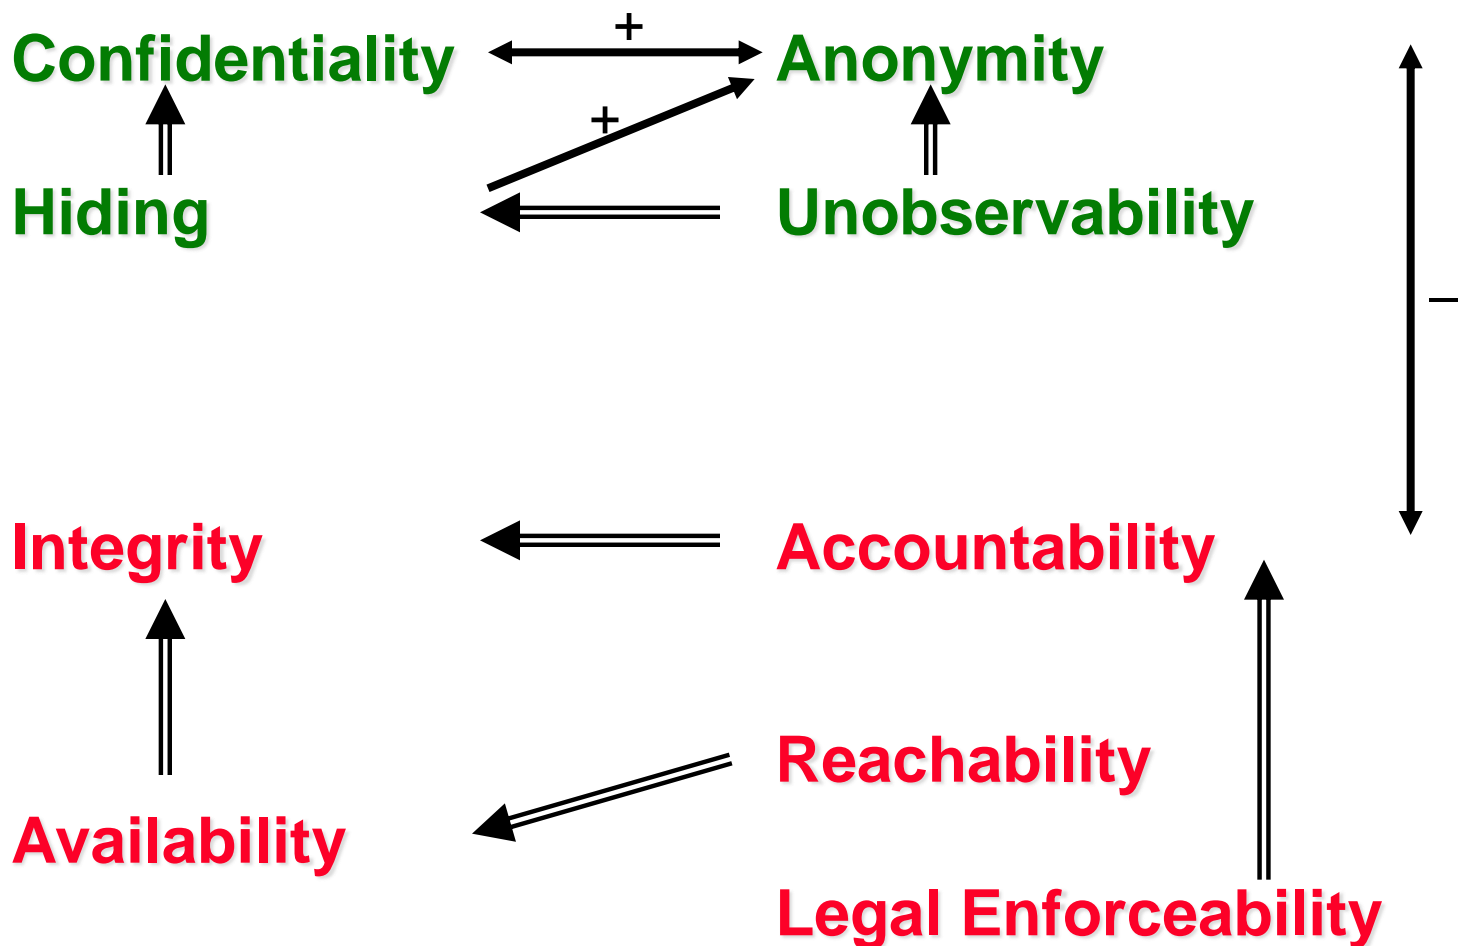 Confidentiality + Anonymity
+
Hiding Unobservability
–
Integrity Accountability
Reachability
Availability
Legal Enforceability